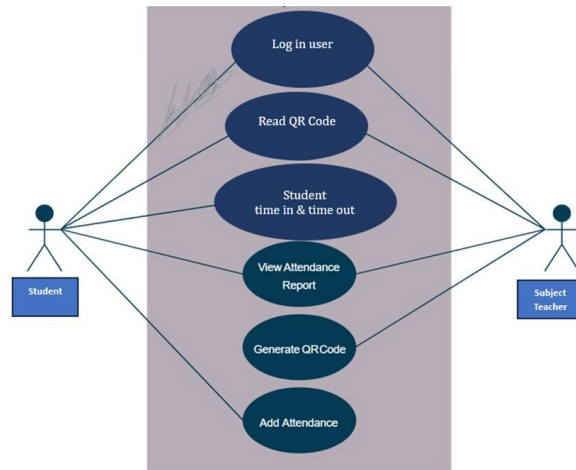 Log in user
Read QR Code
Student
time in & time out
View Attendance
Report
Student
Subject
Teacher
Generate QR Code
Add Attendance